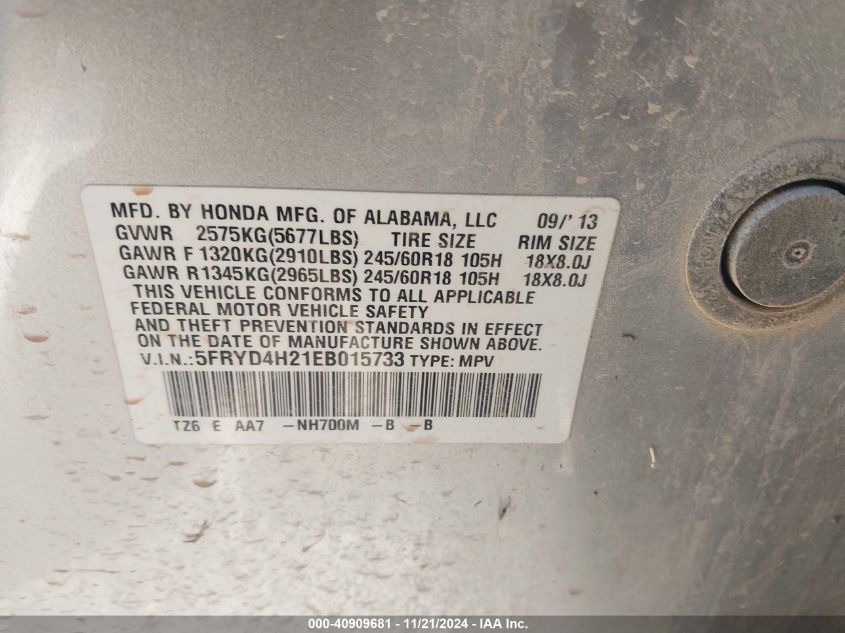 MFD. BY HONDA MFG. OF ALABAMA, LLC 09/' 13
GVWR 2575KG(5677LBS) TIRE SIZE RIM SIZE
GAWR F 1320KG(2910LBS) 245/60R18 105H 18X8.0J
GAWR R1345KG(2965LBS) 245/60R18 105H 18X8.0J
THIS VEHICLE CONFORMS TO ALL APPLICABLE
FEDERAL MOTOR VEHICLE SAFETY
AND THEFT PREVENTION STANDARDS IN EFFECT
ON THE DATE OF MANUFACTURE SHOWN ABOVE.
V.I.N.:5FRYD4H21EB015733 TYPE: MPV
TZ6 E AA7 -NH700M -B -B
000-40909681 - 11/21/2024 - IAA Inc.